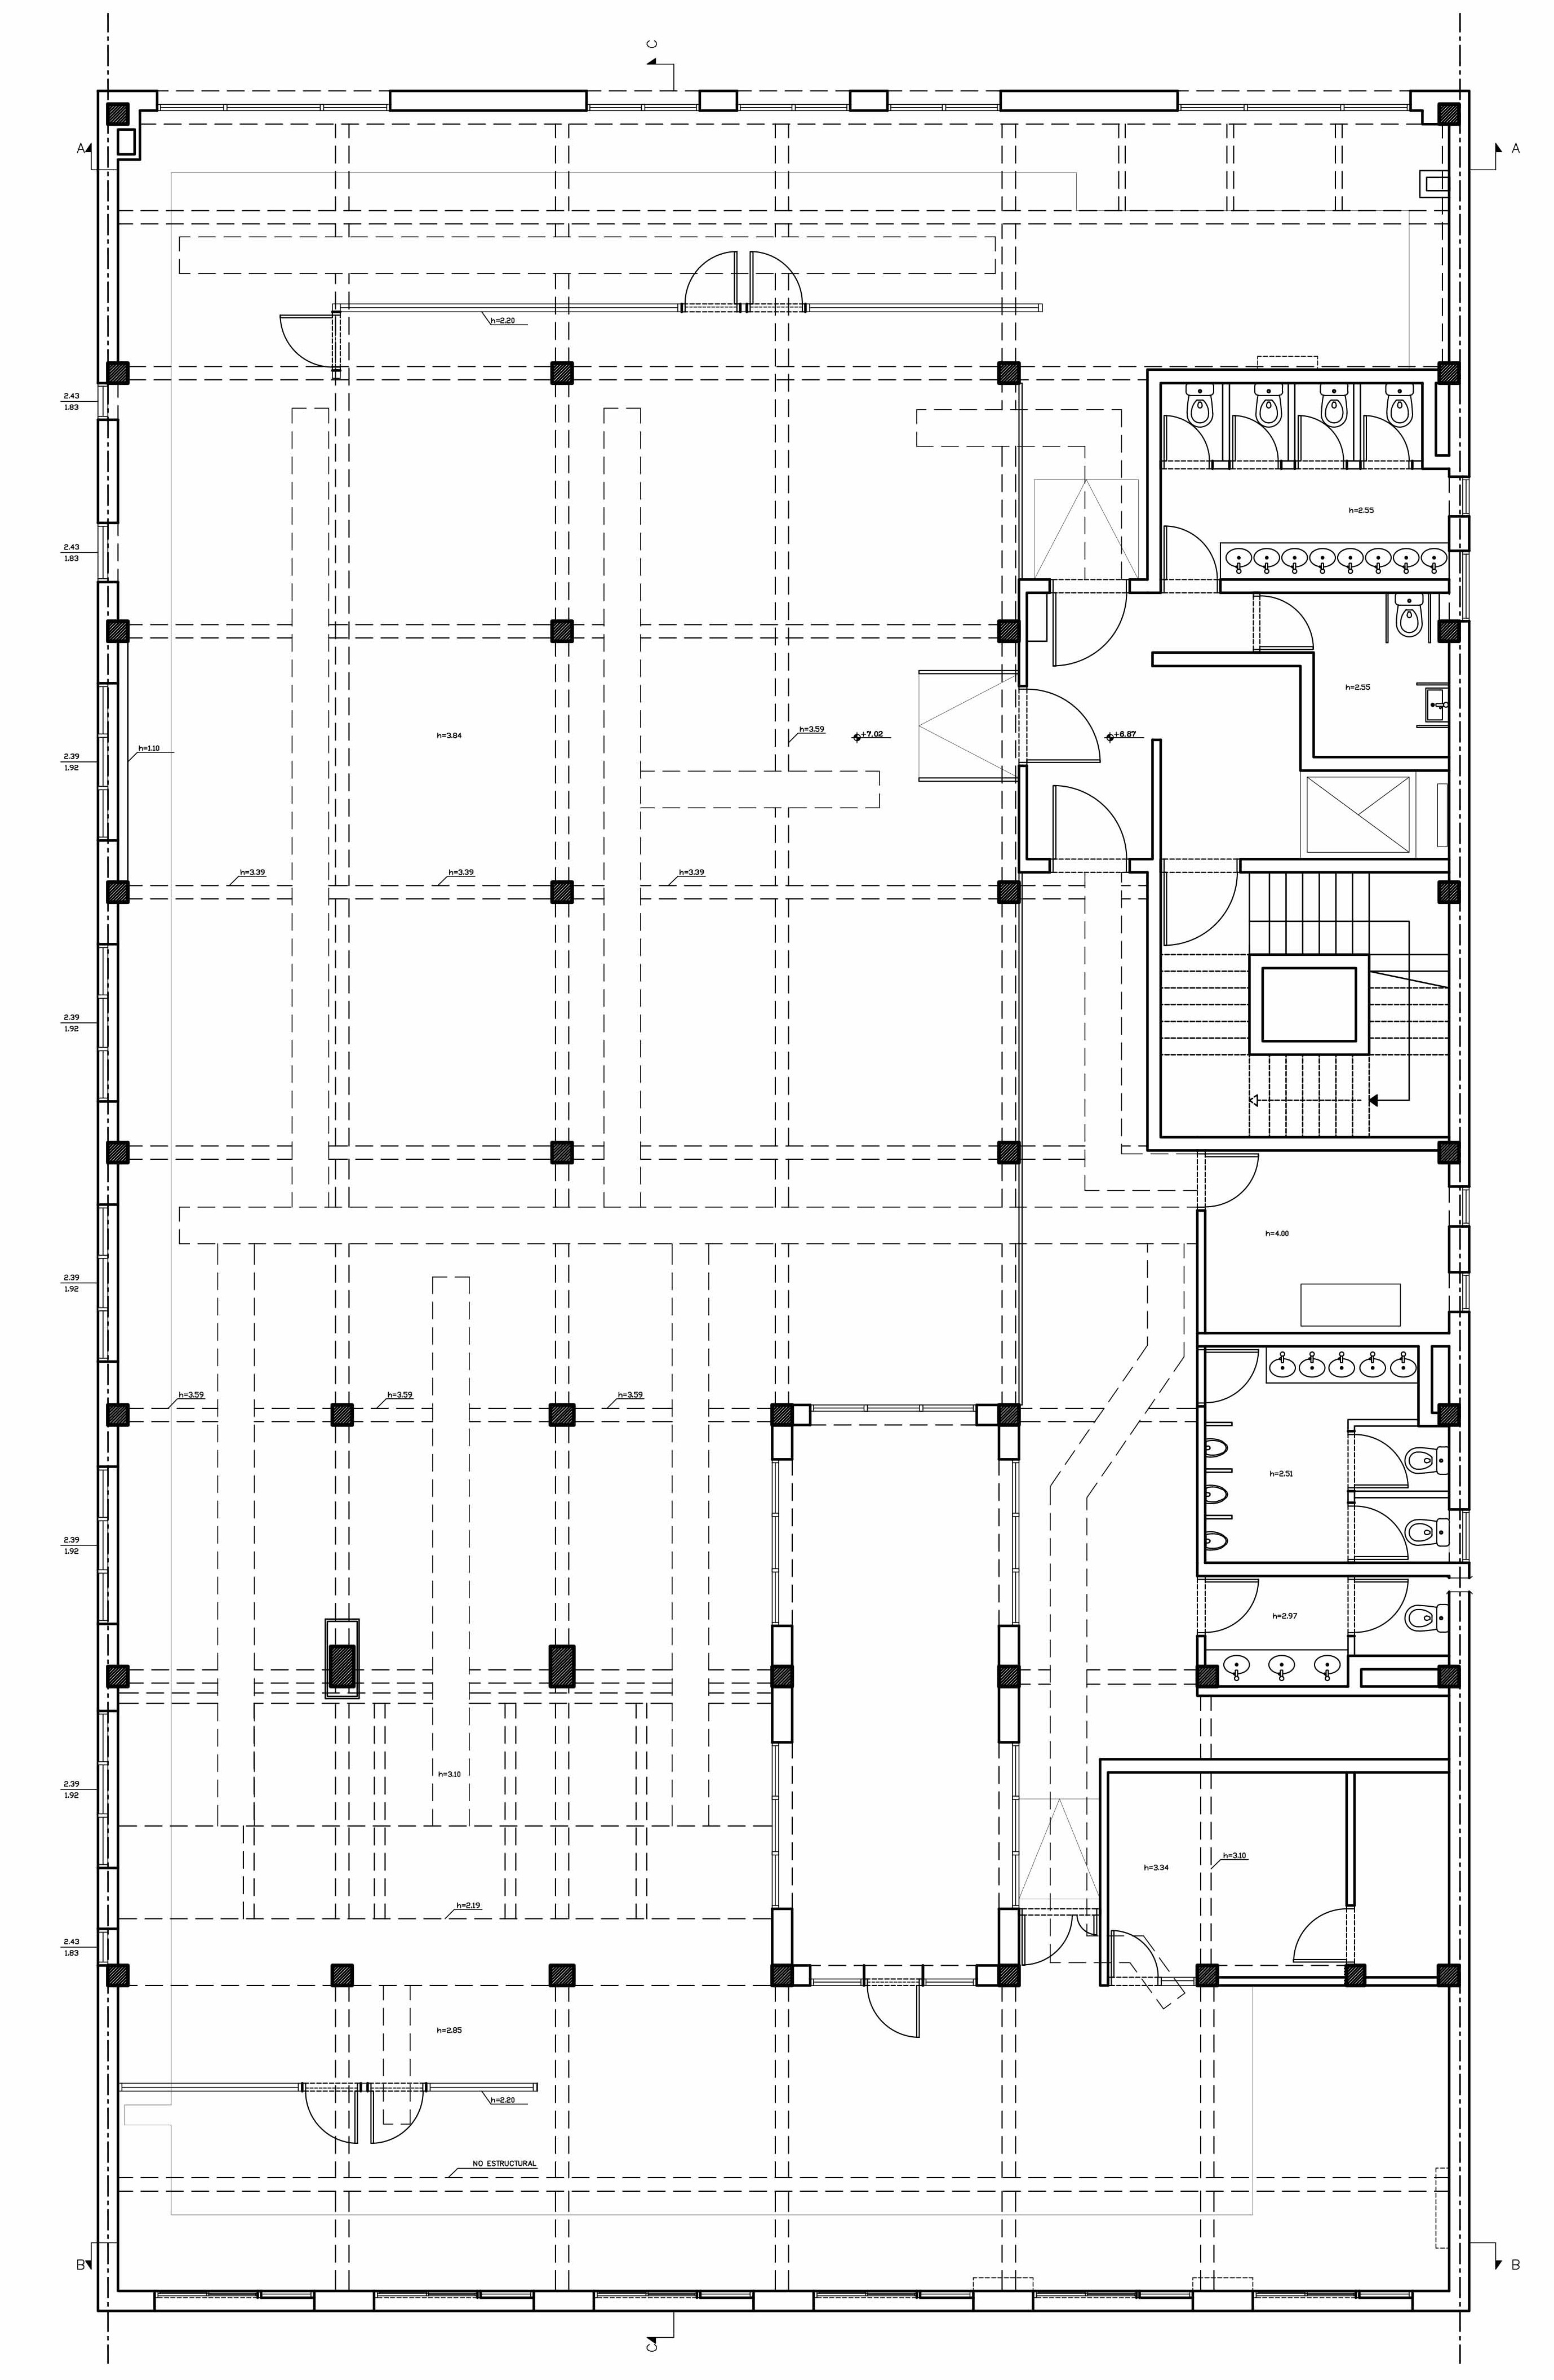 B
2.43
1.83
2.39
1.92
2.39
1.92
2.39
1.92
2.39
1.92
2.39
1.92
2.43
1.83
2.43
1.83
A
h=1.10
h=3.59
h=3.39
h=3.59
h=2.85
h=2.19
h=3.10
h=3.39
h=3.84
NO ESTRUCTURAL
h=2.20
h=2.20
C
h=3.59
h=3.39
C
h=3.59
+7.02
+6.87
h=3.34
h=3.10
h=2.97
h=2.51
h=4.00
h=2.55
h=2.55
B
A